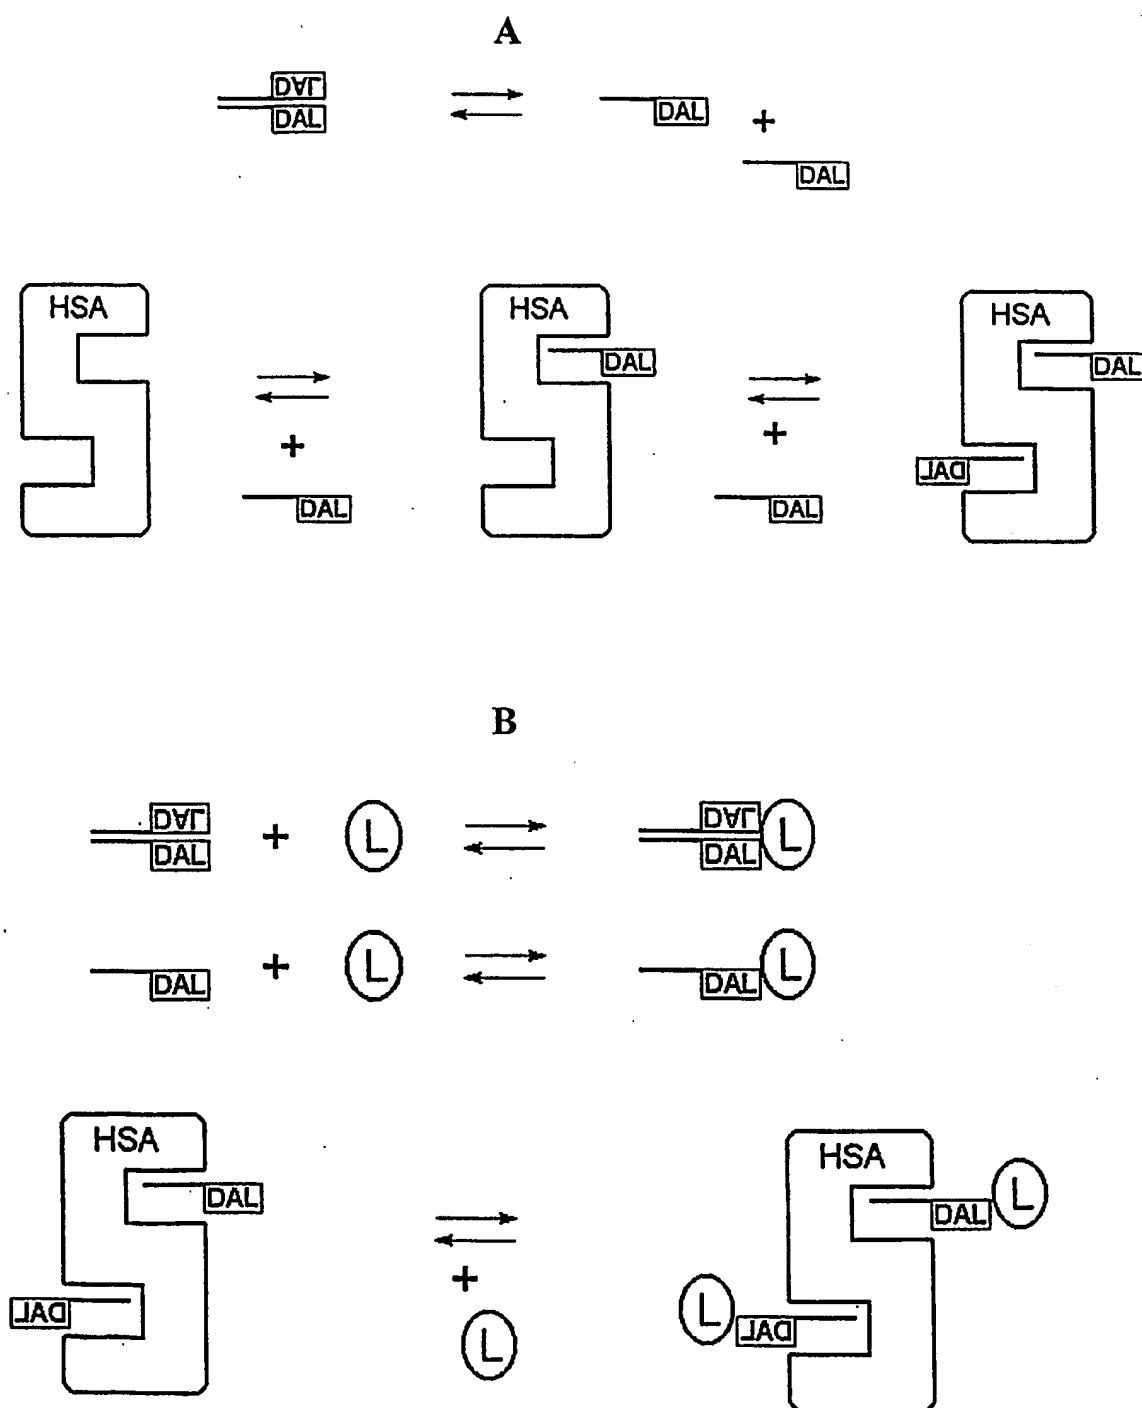 A
DAL
DAL DAL
+
DAL
HSA HSA HSA
DAL DAL
+ +
DAL DAL DAL
B
DAL
DAL + L DAL DAL L
DAL + L DAL L
HSA HSA
DAL DAL L
+
DAL L DAL
L